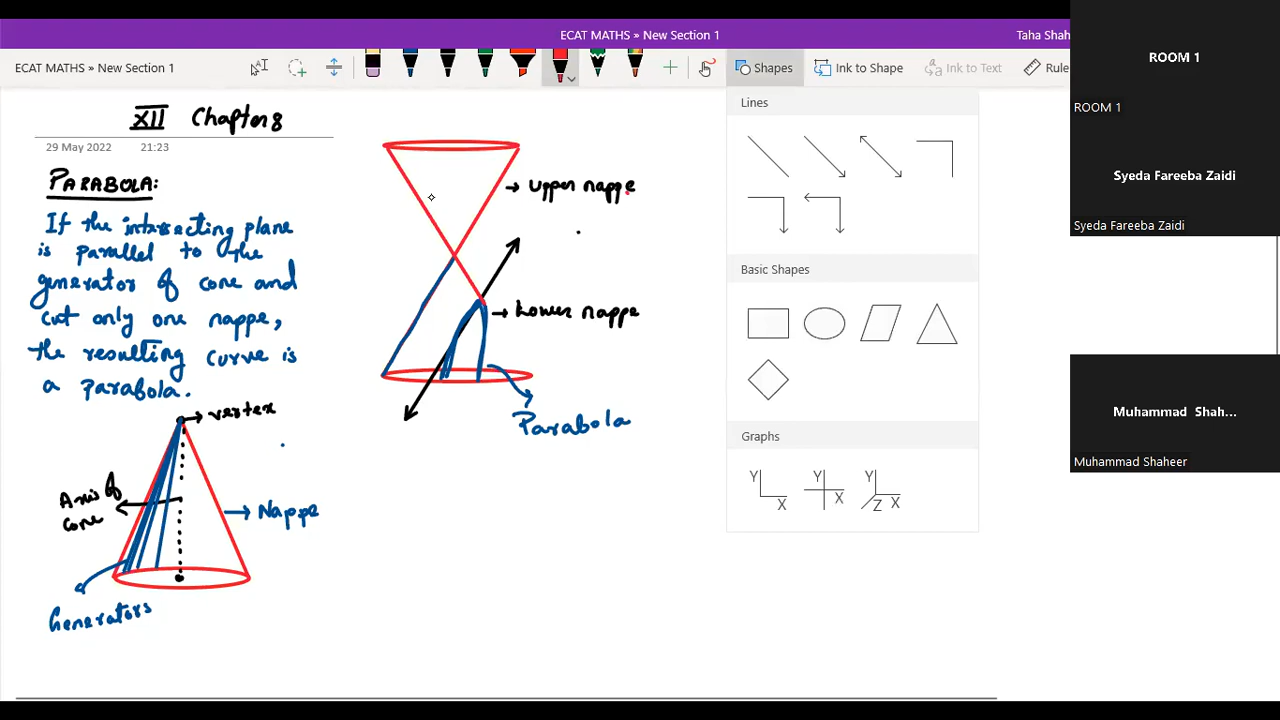 ECAT MATHS » New Section 1
Taha Shah
ECAT MATHS » New Section 1
Shapes
Ink to Shape
Ink to Text
Rule
Lines
Basic Shapes
Graphs
Y
X
Y
X
Y
Z
X
XII Chapter 8
29 May 2022 21:23
PARABOLA:
If the intersecting plane
is parallel to the
generator of cone and
cut only one nappe,
the resulting curve is
a parabola.
vertex
Axis of
cone
Nappe
Generators
upper nappe
Lower nappe
Parabola
ROOM 1
ROOM 1
Syeda Fareeba Zaidi
Syeda Fareeba Zaidi
Muhammad Shah...
Muhammad Shaheer